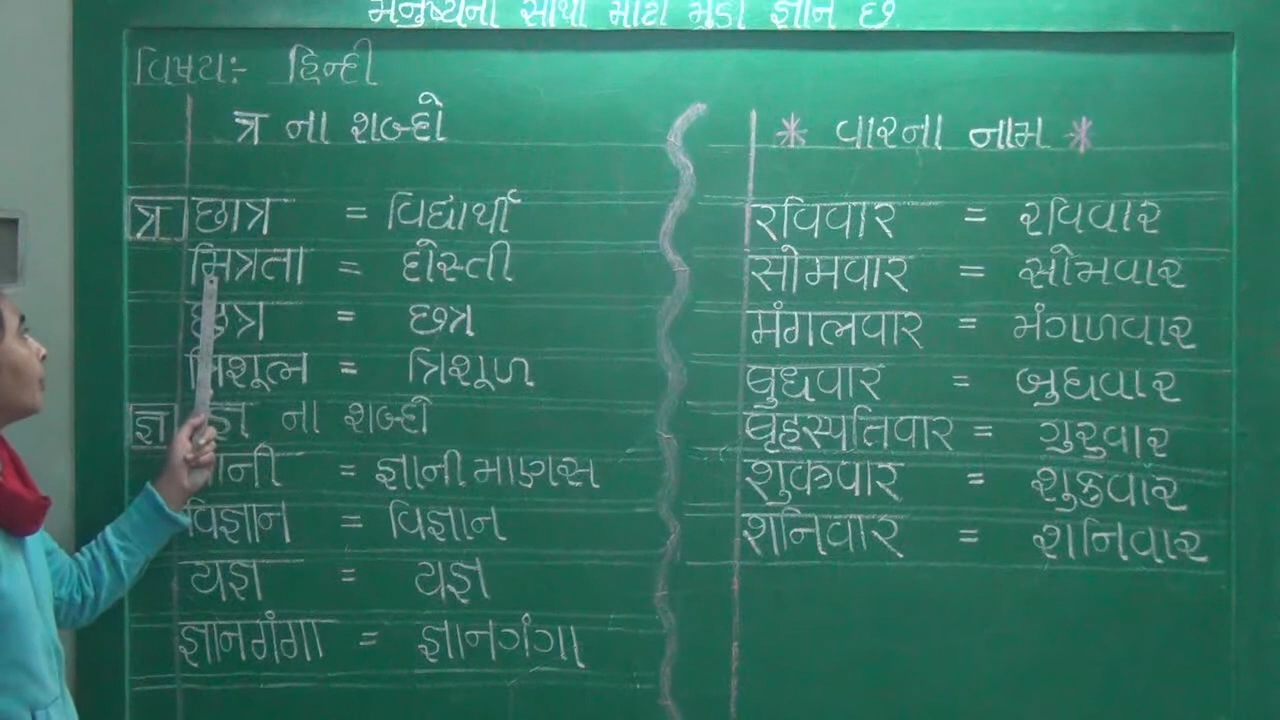 મનુષ્યની સાથી મોટી મુડી જ્ઞાન છે.
વિષય:- હિન્દી
ત્ર ના શબ્દો
ત્ર छात्र = વિદ્યાર્થી
मित्रता = દોસ્તી
छत्र = છત્ર
त्रिशूल = ત્રિશૂળ
ज्ञ જ્ઞ ના શબ્દો
ज्ञानी = જ્ઞાની માણસ
विज्ञान = વિજ્ઞાન
यज्ञ = યજ્ઞ
ज्ञानगंगा = જ્ઞાનગંગા
* વારના નામ *
रविवार = રવિવાર
सोमवार = સોમવાર
मंगलवार = મંગળવાર
बुधवार = બુધવાર
बृहस्पतिवार = ગુરુવાર
शुक्रवार = શુક્રવાર
शनिवार = શનિવાર